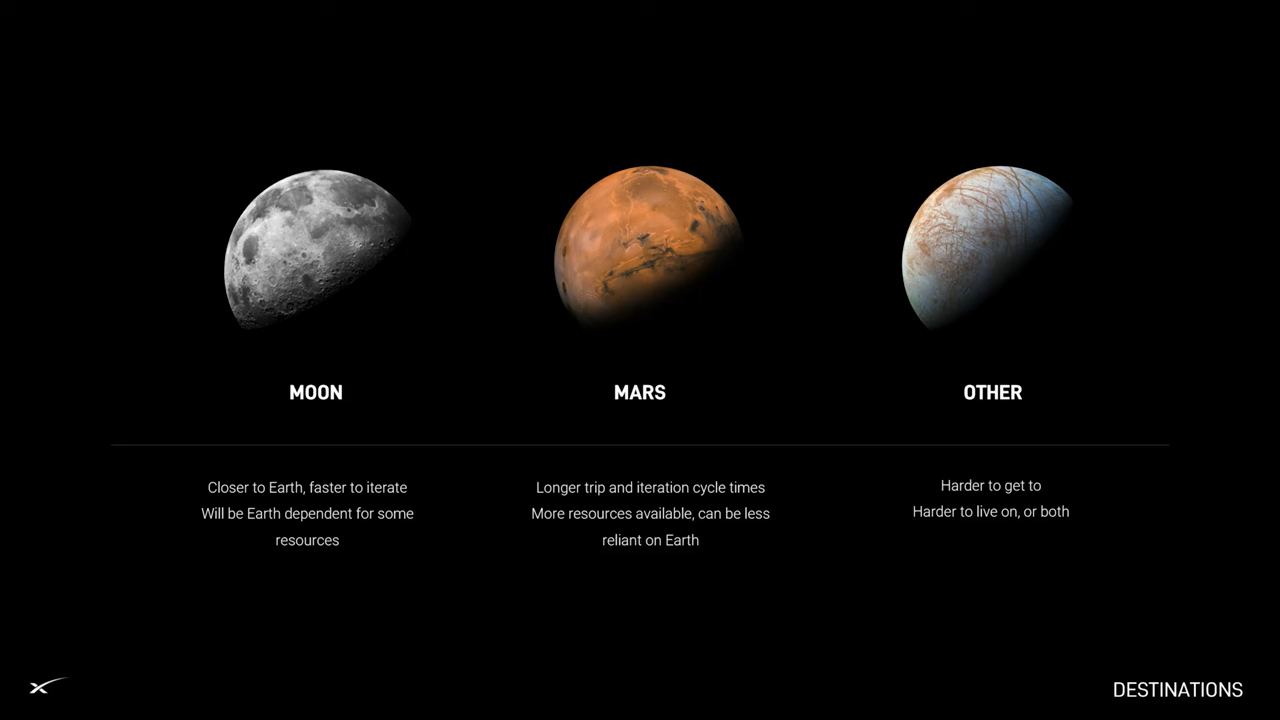 MOON
Closer to Earth, faster to iterate
Will be Earth dependent for some
resources
MARS
Longer trip and iteration cycle times
More resources available, can be less
reliant on Earth
OTHER
Harder to get to
Harder to live on, or both
DESTINATIONS